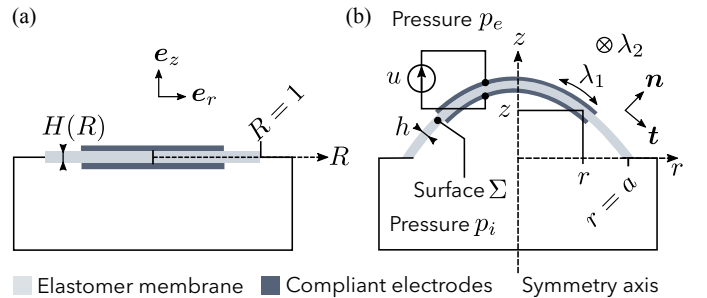 (a)
e_z
e_r
H(R)
R = 1
R
(b)
Pressure p_e
z
⊗ λ_2
u
λ_1
n
z
h
t
r
r
Surface Σ
r = a
Pressure p_i
Elastomer membrane
Compliant electrodes
Symmetry axis